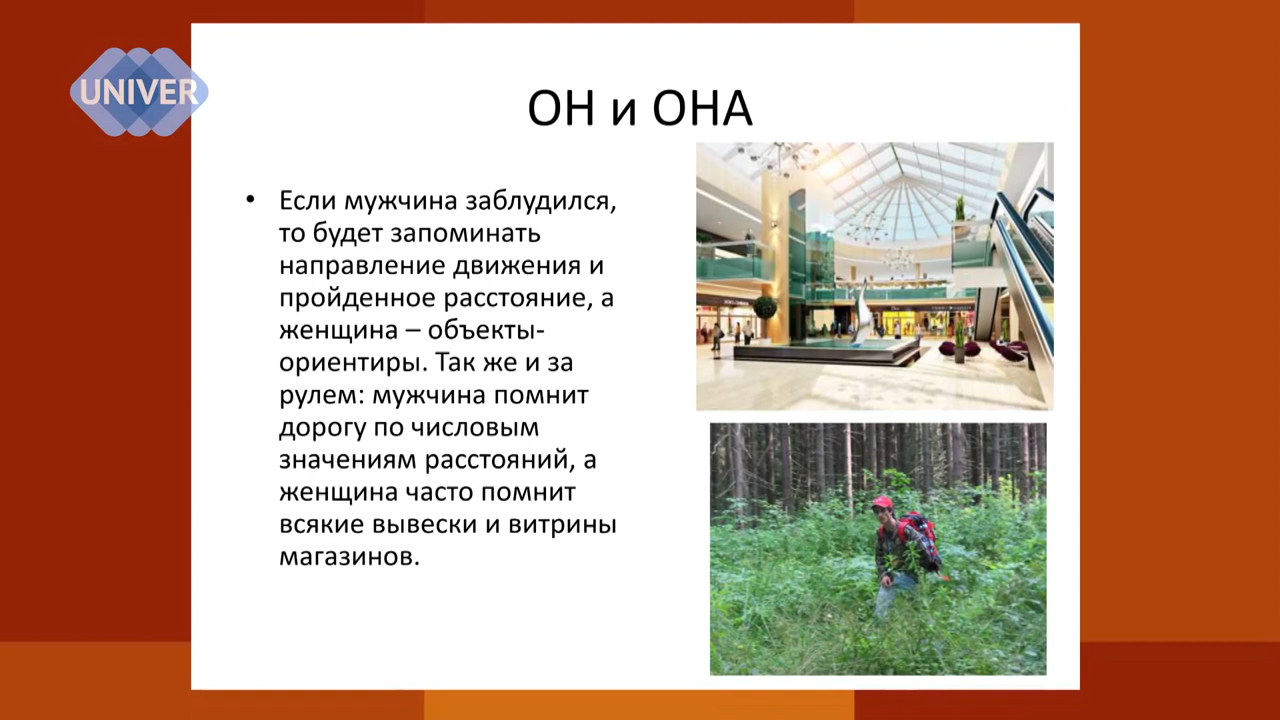 UNIVER
ОН и ОНА
• Если мужчина заблудился,
то будет запоминать
направление движения и
пройденное расстояние, а
женщина – объекты-
ориентиры. Так же и за
рулем: мужчина помнит
дорогу по числовым
значениям расстояний, а
женщина часто помнит
всякие вывески и витрины
магазинов.